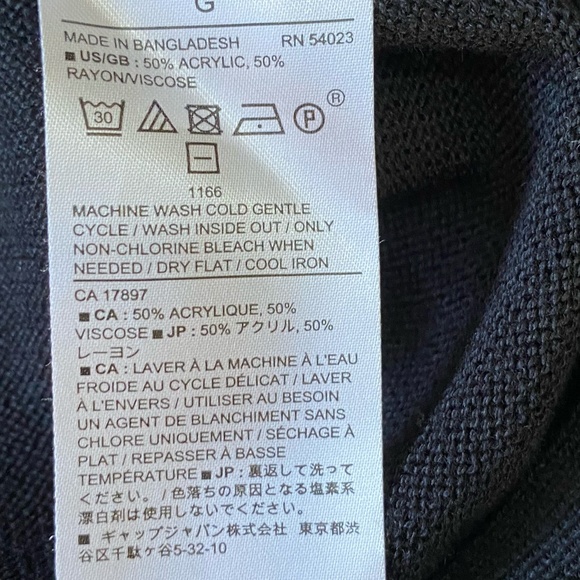 G
MADE IN BANGLADESH RN 54023
■ US/GB : 50% ACRYLIC, 50%
RAYON/VISCOSE
30 P ®
1166
MACHINE WASH COLD GENTLE
CYCLE / WASH INSIDE OUT / ONLY
NON-CHLORINE BLEACH WHEN
NEEDED / DRY FLAT / COOL IRON
CA 17897
■ CA : 50% ACRYLIQUE, 50%
VISCOSE ■ JP : 50% アクリル, 50%
レーヨン
■ CA : LAVER À LA MACHINE À L'EAU
FROIDE AU CYCLE DÉLICAT / LAVER
À L'ENVERS / UTILISER AU BESOIN
UN AGENT DE BLANCHIMENT SANS
CHLORE UNIQUEMENT / SÉCHAGE À
PLAT / REPASSER À BASSE
TEMPÉRATURE ■ JP : 裏返して洗って
ください。 / 色落ちの原因となる塩素系
漂白剤は使用しないでください。
■ ギャップジャパン株式会社 東京都渋
谷区千駄ケ谷5-32-10